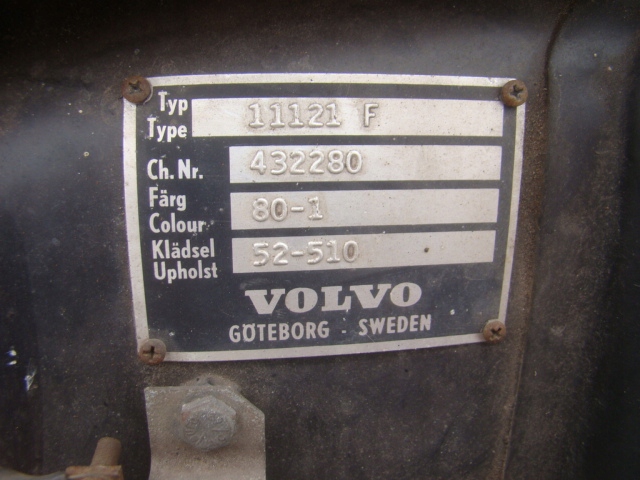 Typ
Type 11121 F
Ch. Nr. 432280
Färg
Colour 80-1
Klädsel
Upholst 52-510
VOLVO
GÖTEBORG - SWEDEN